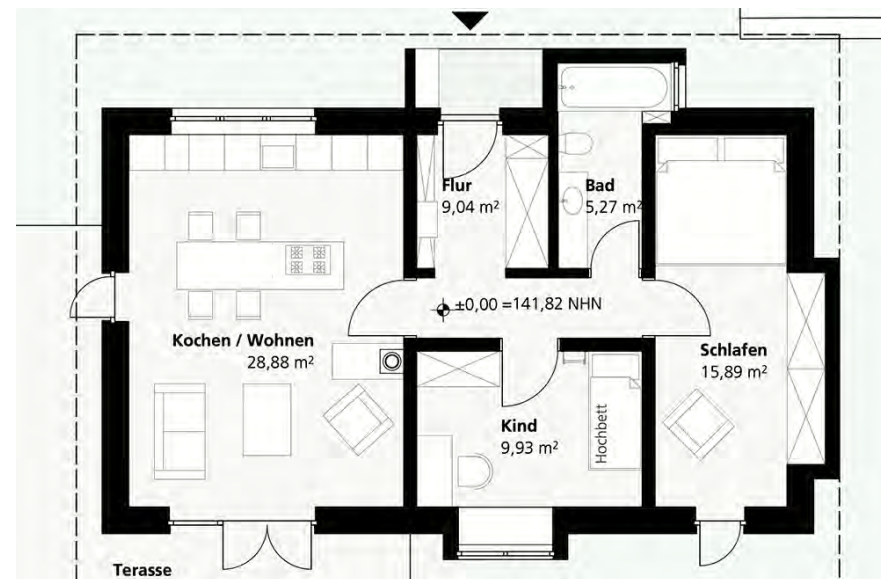 Flur
9,04 m²
Bad
5,27 m²
±0,00 =141,82 NHN
Kochen / Wohnen
28,88 m²
Schlafen
15,89 m²
Kind
9,93 m²
Hochbett
Terasse